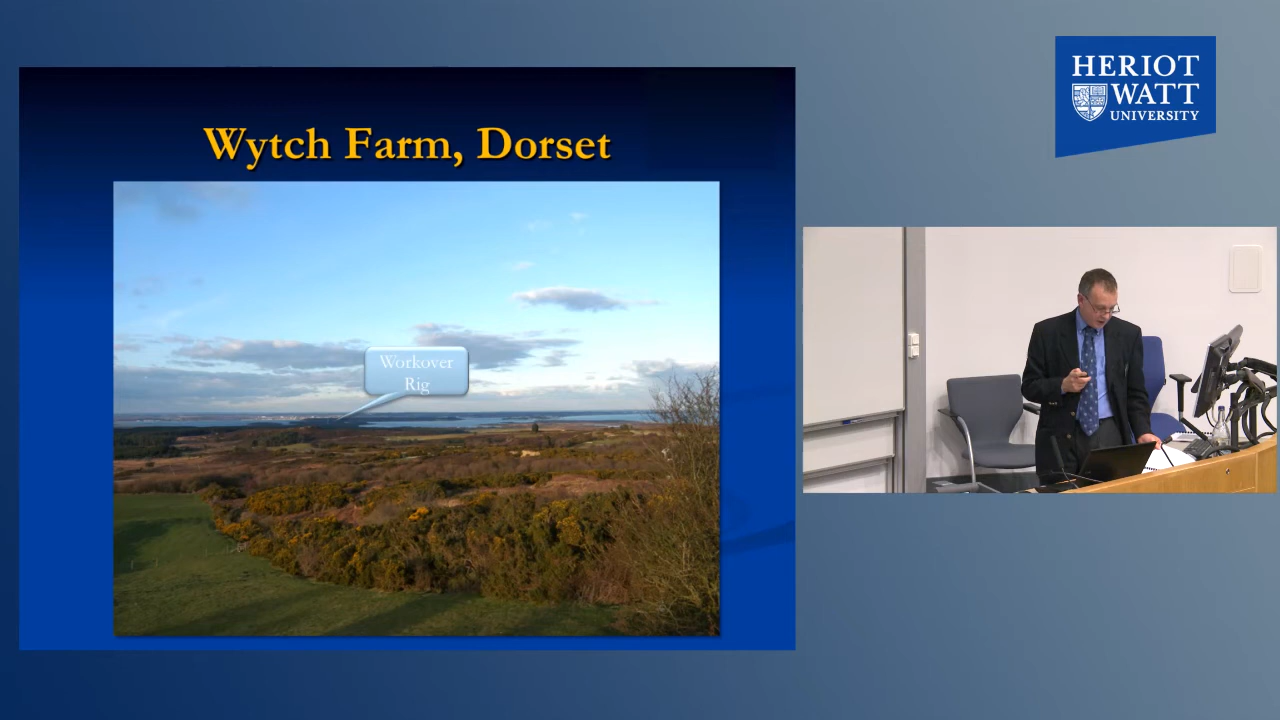 Wytch Farm, Dorset
Workover
Rig
HERIOT
WATT
UNIVERSITY